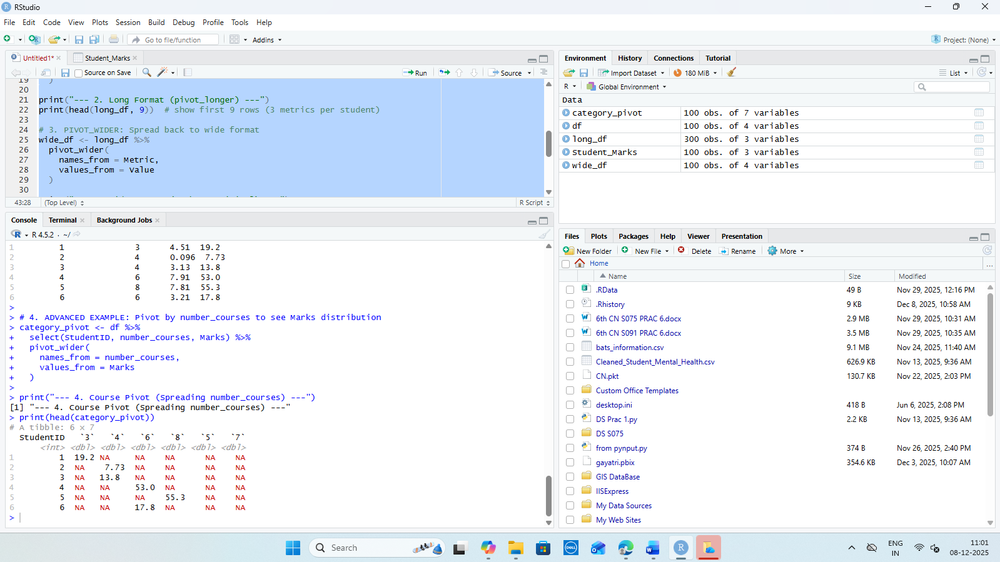 RStudio
File Edit Code View Plots Session Build Debug Profile Tools Help
Go to file/function Addins Project: (None)
Untitled1* Student_Marks
Source on Save Run Source
19 )
20
21 print("--- 2. Long Format (pivot_longer) ---")
22 print(head(long_df, 9))  # show first 9 rows (3 metrics per student)
23
24 # 3. PIVOT_WIDER: Spread back to wide format
25 wide_df <- long_df %>%
26   pivot_wider(
27     names_from = Metric,
28     values_from = Value
29   )
30
43:28 (Top Level) R Script
Console Terminal Background Jobs
R 4.5.2 · ~/
1 1 3 4.51 19.2
2 2 4 0.096 7.73
3 3 4 3.13 13.8
4 4 6 7.91 53.0
5 5 8 7.81 55.3
6 6 6 3.21 17.8
>
> # 4. ADVANCED EXAMPLE: Pivot by number_courses to see Marks distribution
> category_pivot <- df %>%
+   select(StudentID, number_courses, Marks) %>%
+   pivot_wider(
+     names_from = number_courses,
+     values_from = Marks
+   )
>
> print("--- 4. Course Pivot (Spreading number_courses) ---")
[1] "--- 4. Course Pivot (Spreading number_courses) ---"
> print(head(category_pivot))
# A tibble: 6 x 7
StudentID `3` `4` `6` `8` `5` `7`
<int> <dbl> <dbl> <dbl> <dbl> <dbl> <dbl>
1 1 19.2 NA NA NA NA NA
2 2 NA 7.73 NA NA NA NA
3 3 NA 13.8 NA NA NA NA
4 4 NA NA 53.0 NA NA NA
5 5 NA NA NA 55.3 NA NA
6 6 NA NA 17.8 NA NA NA
>
Environment History Connections Tutorial
Import Dataset 180 MiB List
R Global Environment
Data
category_pivot 100 obs. of 7 variables
df 100 obs. of 4 variables
long_df 300 obs. of 3 variables
Student_Marks 100 obs. of 3 variables
wide_df 100 obs. of 4 variables
Files Plots Packages Help Viewer Presentation
New Folder New File Delete Rename More
Home ...
Name Size Modified
.RData 49 B Nov 29, 2025, 12:16 PM
.Rhistory 9 KB Dec 8, 2025, 10:58 AM
6th CN S075 PRAC 6.docx 2.9 MB Nov 29, 2025, 10:31 AM
6th CN S091 PRAC 6.docx 3.5 MB Nov 29, 2025, 10:35 AM
bats_information.csv 9.1 MB Nov 24, 2025, 11:40 AM
Cleaned_Student_Mental_Health.csv 626.9 KB Nov 13, 2025, 9:36 AM
CN.pkt 130.7 KB Nov 22, 2025, 2:03 PM
Custom Office Templates
desktop.ini 418 B Jun 6, 2025, 2:08 PM
DS Prac 1.py 2.2 KB Nov 13, 2025, 9:36 AM
DS S075
from pynput.py 374 B Nov 26, 2025, 2:40 PM
gayatri.pbix 354.6 KB Dec 3, 2025, 10:07 AM
GIS DataBase
IISExpress
My Data Sources
My Web Sites
Search DELL ENG IN 11:01
08-12-2025